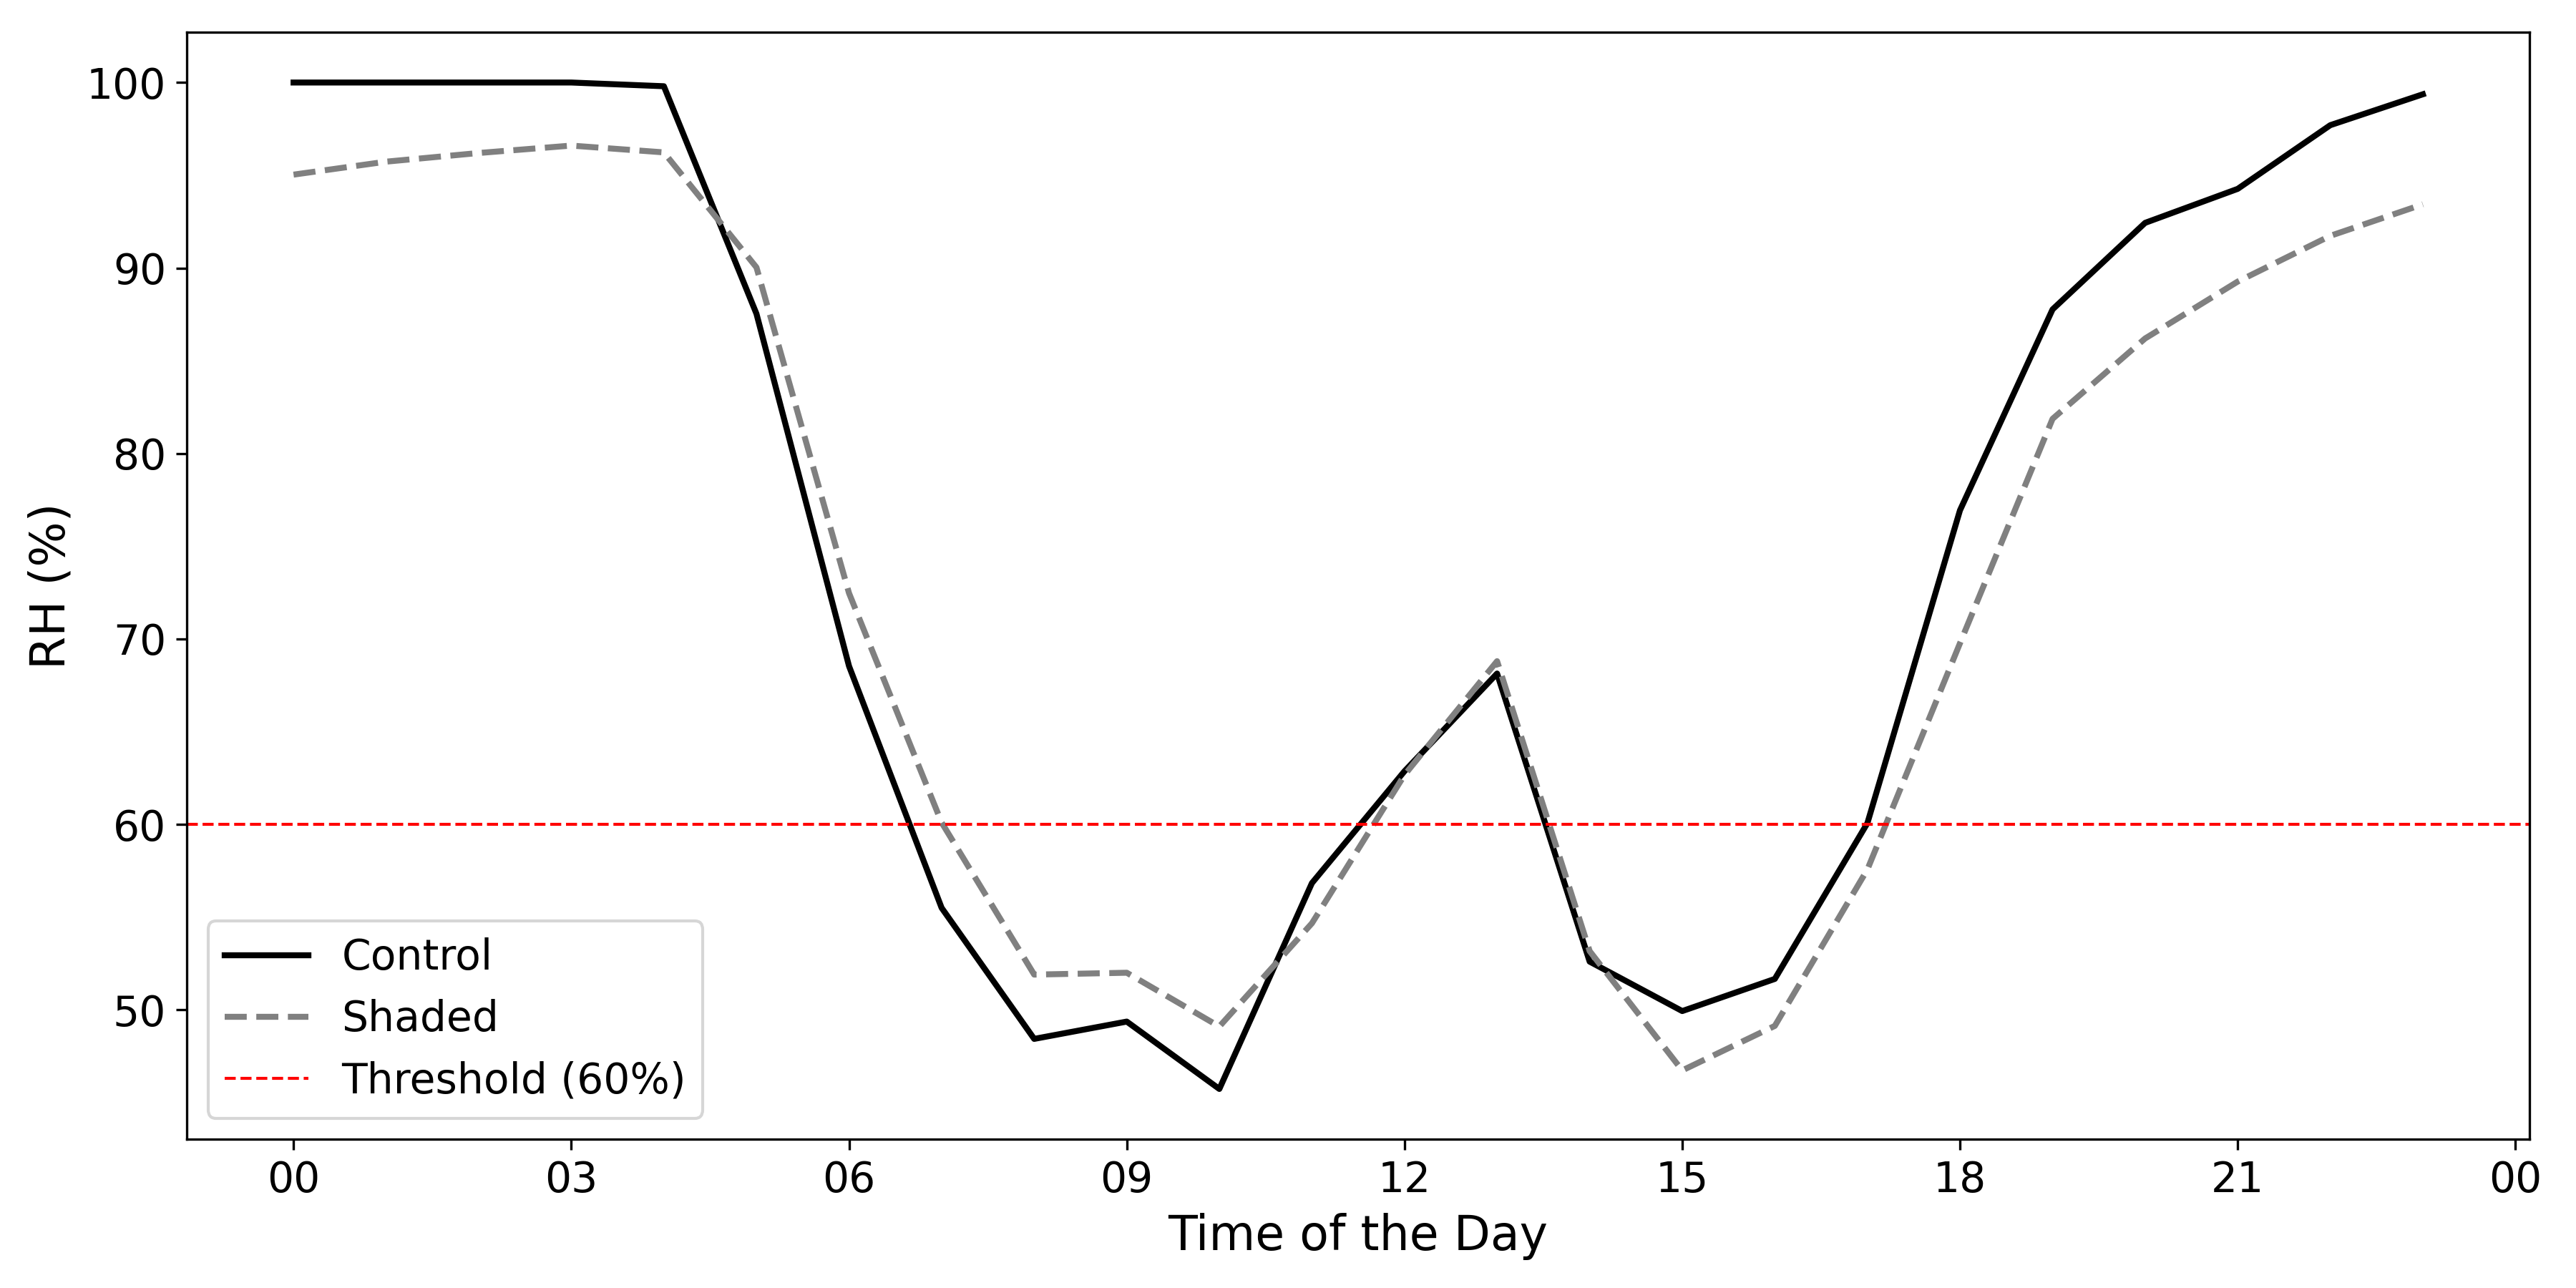 100
90
80
70
60
50
RH (%)
Control
Shaded
Threshold (60%)
00 03 06 09 12 15 18 21 00
Time of the Day